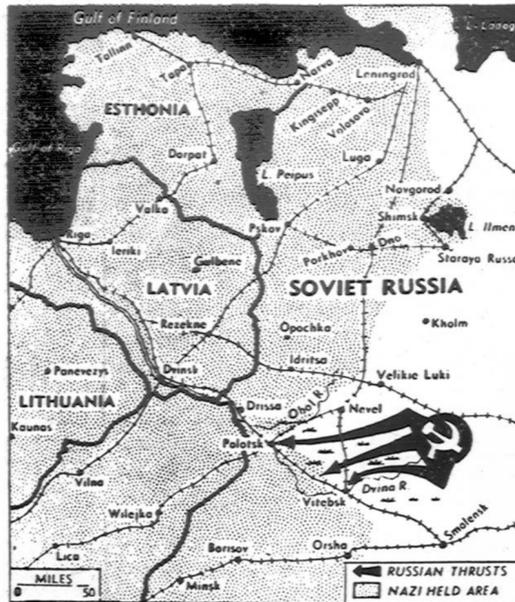 Gulf of Finland
L. Ladoga
Tallinn
Tapa
Narva
Leningrad
ESTHONIA
Kingisepp
Volosovo
Gulf of Riga
Dorpat
L. Peipus
Luga
Novgorod
Valka
Shimsk
Pskov
L. Ilmen
Riga
Ieriki
Porkhov
Dno
Staraya Russa
Gulbene
LATVIA
SOVIET RUSSIA
Rezekne
Opochka
Kholm
Panevezys
Dvinsk
Idritsa
Velikie Luki
LITHUANIA
Drissa
Obol R.
Nevel
Kaunas
Polotsk
Vilna
Vitebsk
Dvina R.
Wilejka
Smolensk
Lida
Borisov
Orsha
Minsk
MILES
0 50
RUSSIAN THRUSTS
NAZI HELD AREA